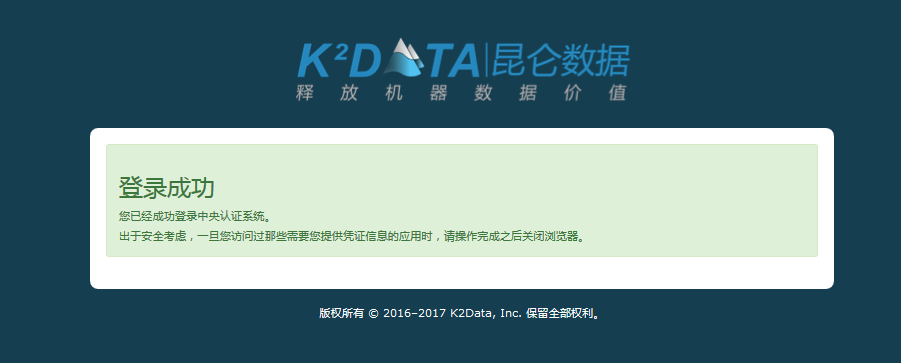 K²DATA|昆仑数据
释放机器数据价值
登录成功
您已经成功登录中央认证系统。
出于安全考虑，一旦您访问过那些需要您提供凭证信息的应用时，请操作完成之后关闭浏览器。
版权所有 © 2016–2017 K2Data, Inc. 保留全部权利。